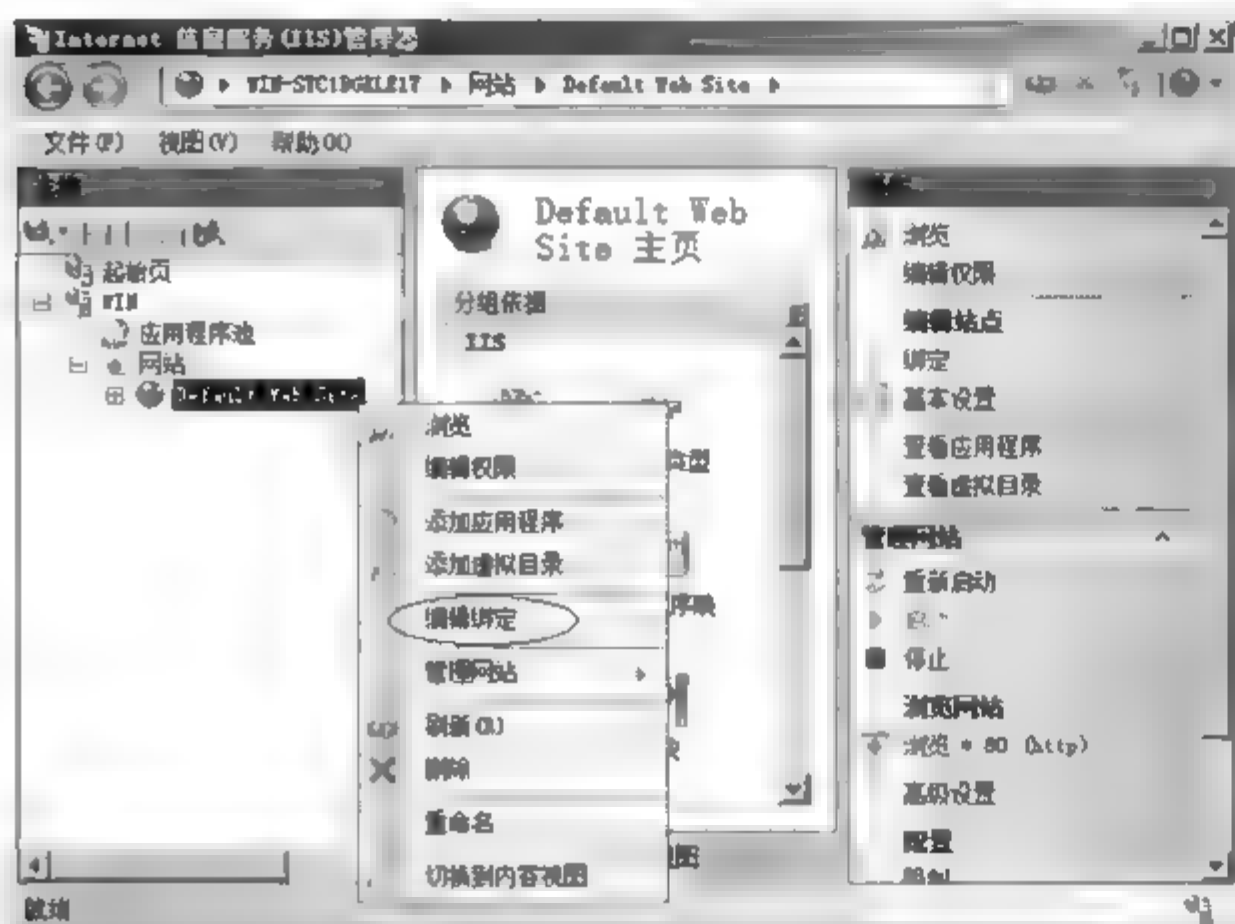 Internet 信息服务(IIS)管理器
网站 Default Web Site
文件(F) 视图(V) 帮助(H)
起始页
WIN
应用程序池
网站
Default Web Site
Default Web
Site 主页
分组依据
IIS
浏览
编辑权限
添加应用程序
添加虚拟目录
编辑绑定
管理网站
刷新(R)
删除
重命名
切换到内容视图
浏览
编辑权限
编辑站点
绑定
基本设置
查看应用程序
查看虚拟目录
管理网站
重新启动
停止
浏览网站
浏览 * 80 (http)
高级设置
配置
就绪